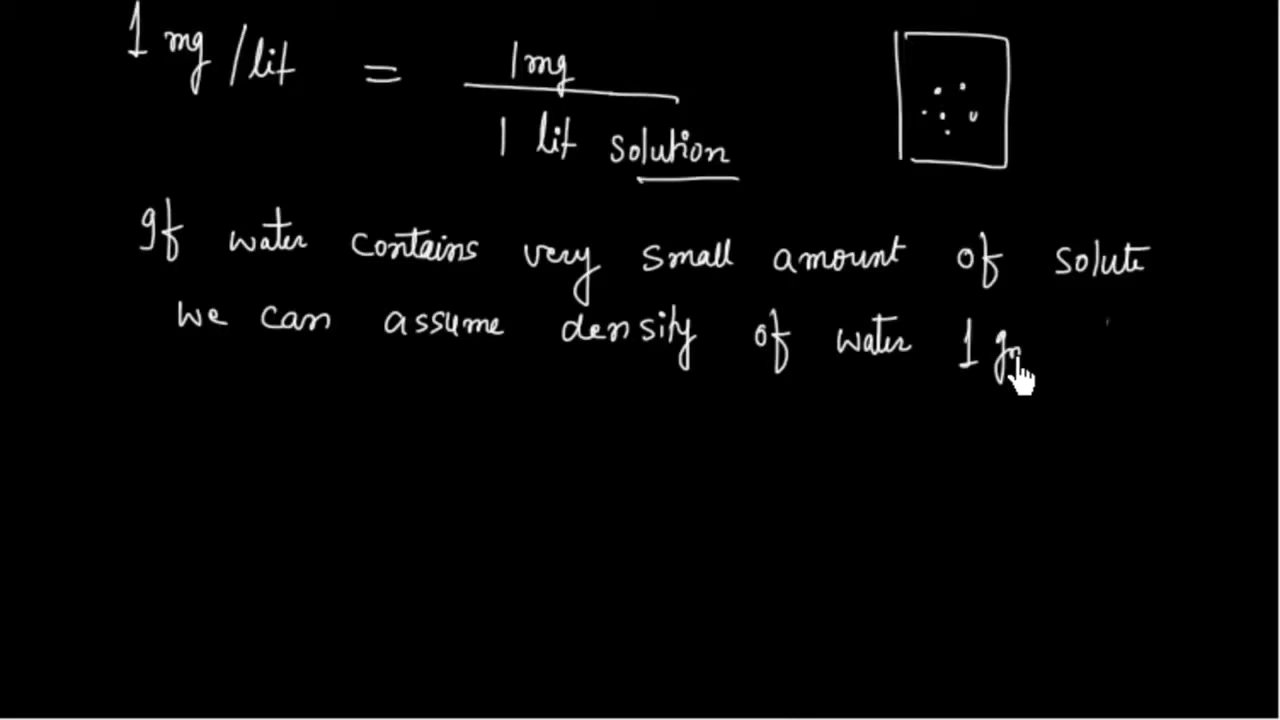 1 mg/lit = 1mg
1 lit solution
If water contains very small amount of solute
we can assume density of water 1 gm